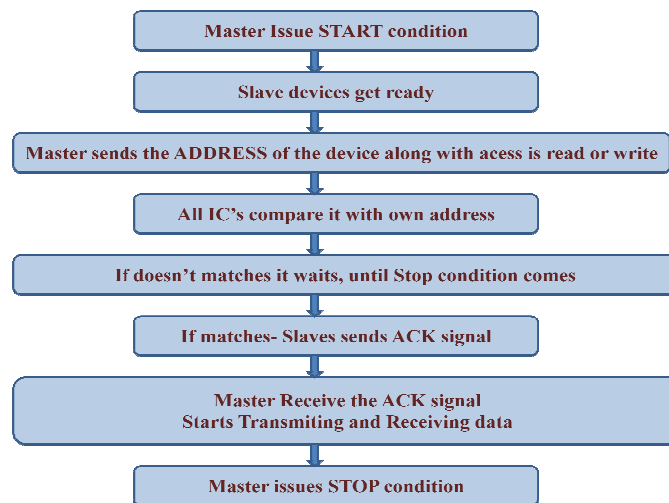 Master Issue START condition
Slave devices get ready
Master sends the ADDRESS of the device along with acess is read or write
All IC's compare it with own address
If doesn't matches it waits, until Stop condition comes
If matches- Slaves sends ACK signal
Master Receive the ACK signal
Starts Transmiting and Receiving data
Master issues STOP condition